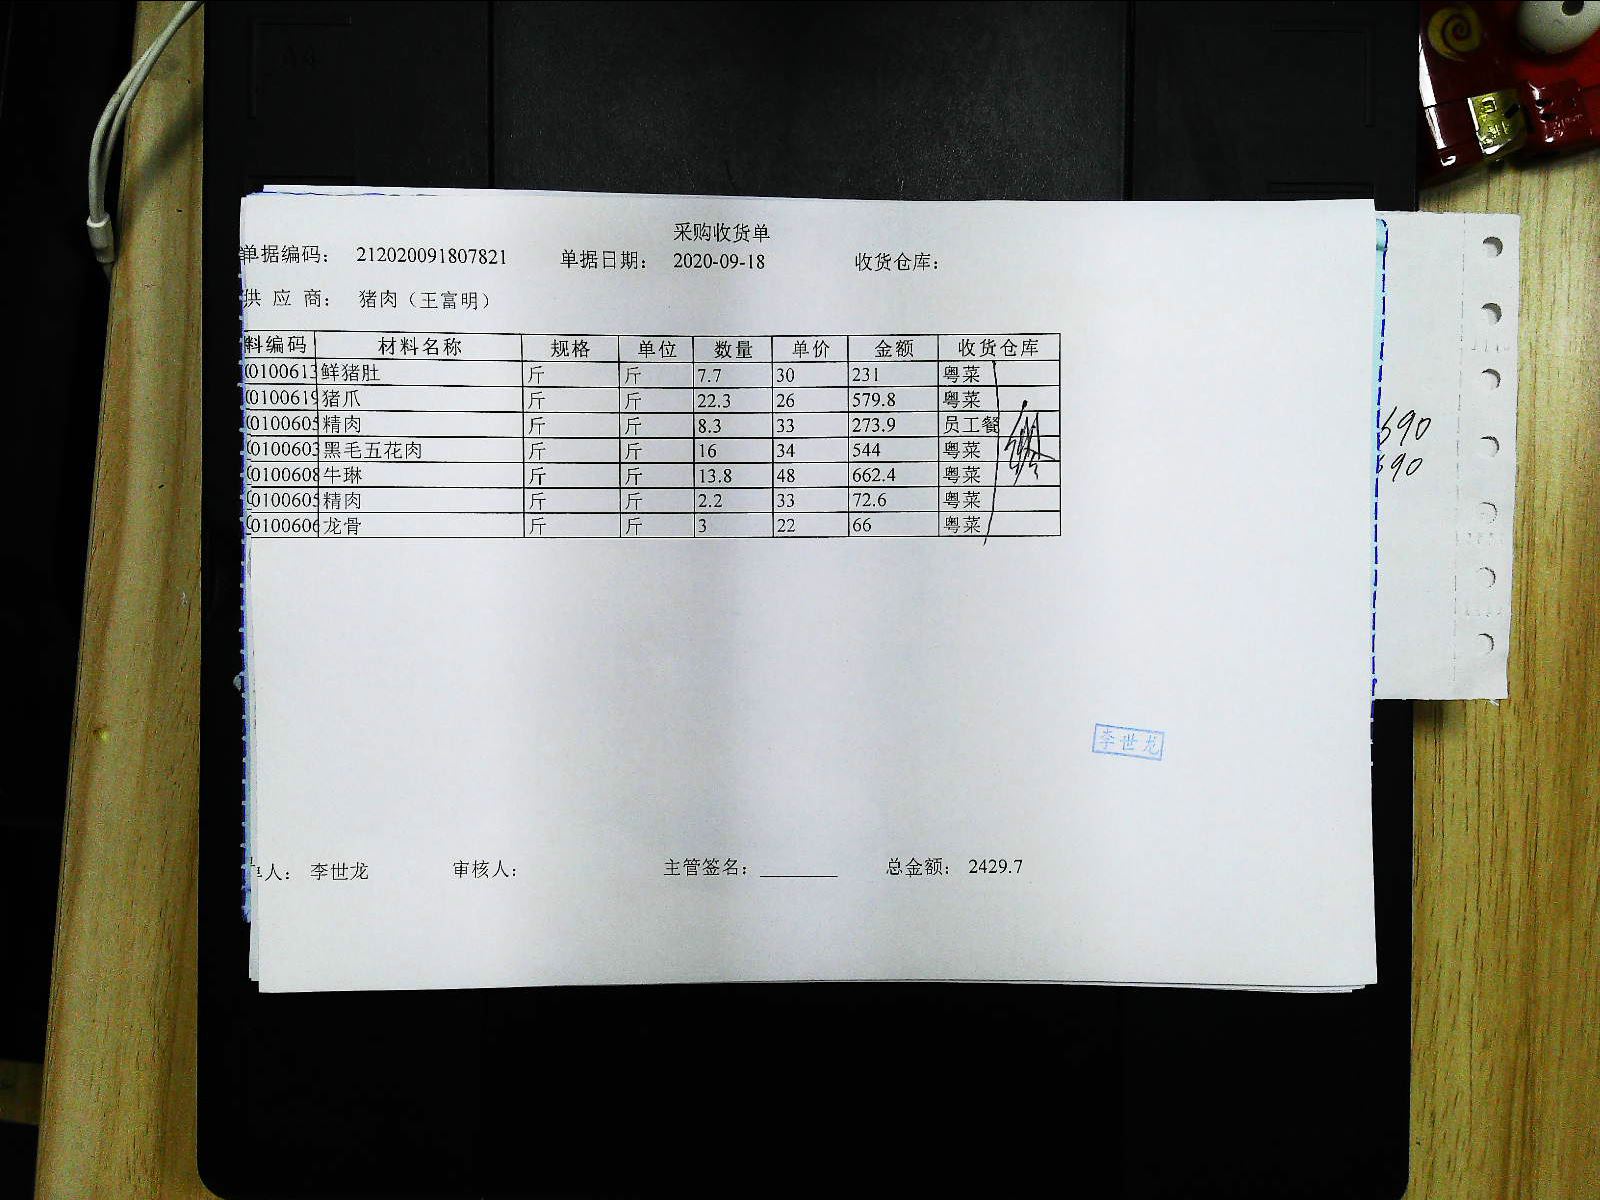 采购收货单
单据编码： 212020091807821 单据日期： 2020-09-18 收货仓库：
供 应 商： 猪肉（王富明）
料编码 材料名称 规格 单位 数量 单价 金额 收货仓库
0100613 鲜猪肚 斤 斤 7.7 30 231 粤菜
0100619 猪爪 斤 斤 22.3 26 579.8 粤菜
0100605 精肉 斤 斤 8.3 33 273.9 员工餐
0100603 黑毛五花肉 斤 斤 16 34 544 粤菜
0100608 牛琳 斤 斤 13.8 48 662.4 粤菜
0100605 精肉 斤 斤 2.2 33 72.6 粤菜
0100606 龙骨 斤 斤 3 22 66 粤菜
690
690
李世龙
人： 李世龙 审核人： 主管签名：________ 总金额： 2429.7